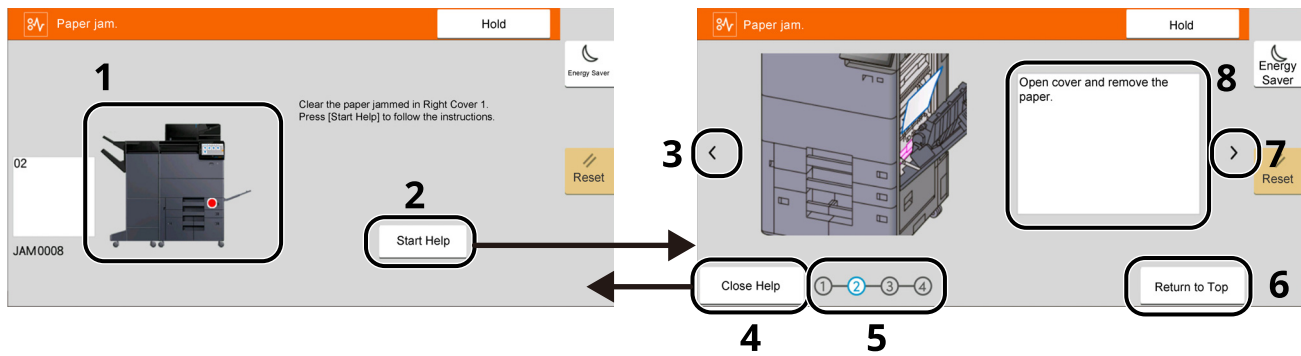 Paper jam.
Hold
Energy Saver
1
Clear the paper jammed in Right Cover 1.
Press [Start Help] to follow the instructions.
02
Reset
2
Start Help
JAM0008
Paper jam.
Hold
Energy
Saver
8
Open cover and remove the
paper.
3
<
>
7
Reset
Close Help
1
2
3
4
Return to Top
6
4
5